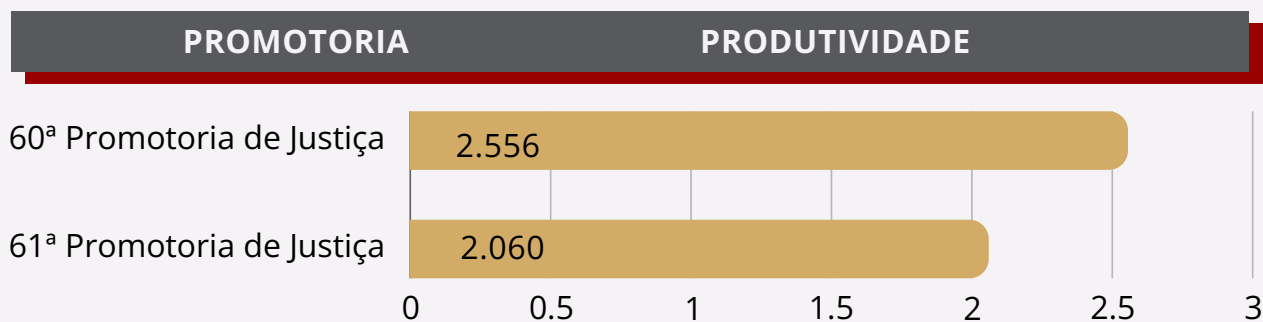 PROMOTORIA PRODUTIVIDADE
60ª Promotoria de Justiça 2.556
61ª Promotoria de Justiça 2.060
0 0.5 1 1.5 2 2.5 3